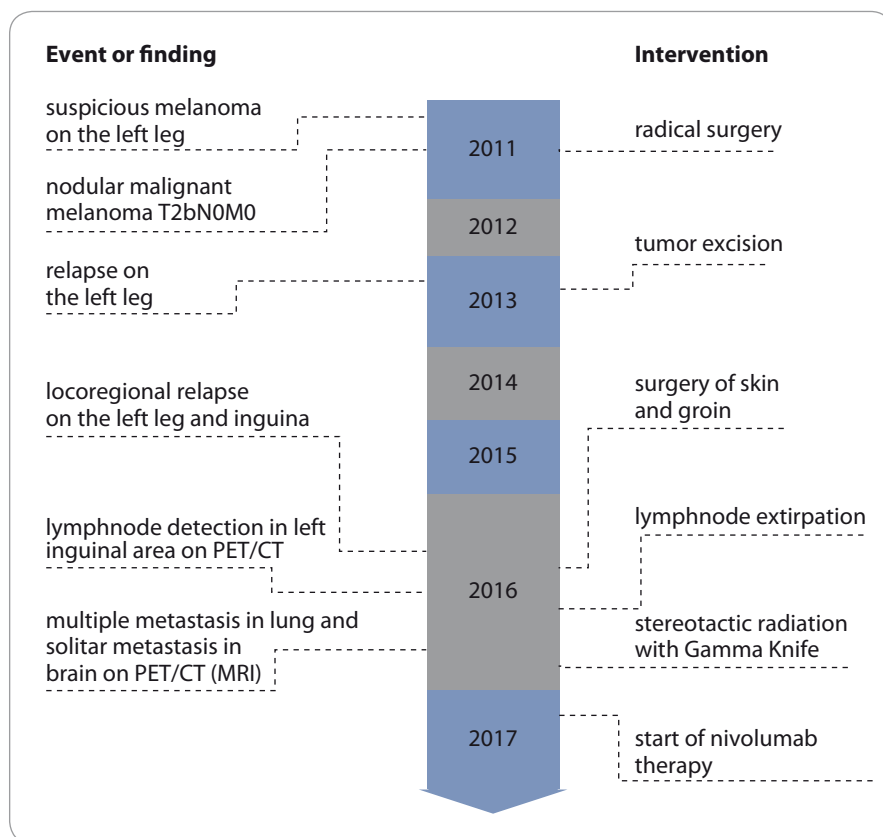 Event or finding
suspicious melanoma
on the left leg
nodular malignant
melanoma T2bN0M0
relapse on
the left leg
locoregional relapse
on the left leg and inguina
lymphnode detection in left
inguinal area on PET/CT
multiple metastasis in lung and
solitar metastasis in
brain on PET/CT (MRI)
2011
2012
2013
2014
2015
2016
2017
Intervention
radical surgery
tumor excision
surgery of skin
and groin
lymphnode extirpation
stereotactic radiation
with Gamma Knife
start of nivolumab
therapy